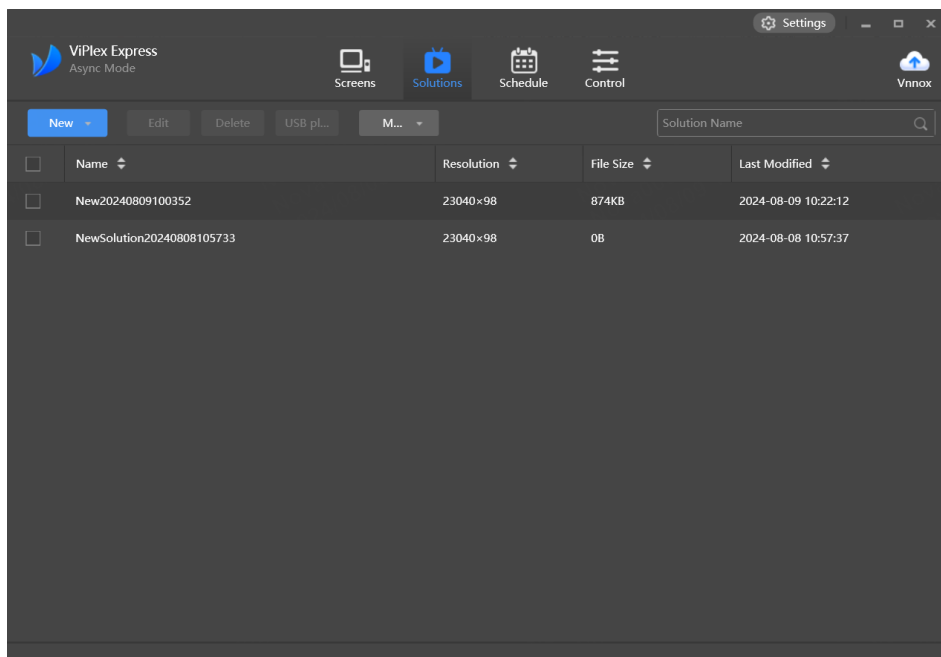 Settings
ViPlex Express
Async Mode
Screens
Solutions
Schedule
Control
Vnnox
New
Edit
Delete
USB pl...
M...
Solution Name
Name
Resolution
File Size
Last Modified
New20240809100352 23040×98 874KB 2024-08-09 10:22:12
NewSolution20240808105733 23040×98 0B 2024-08-08 10:57:37